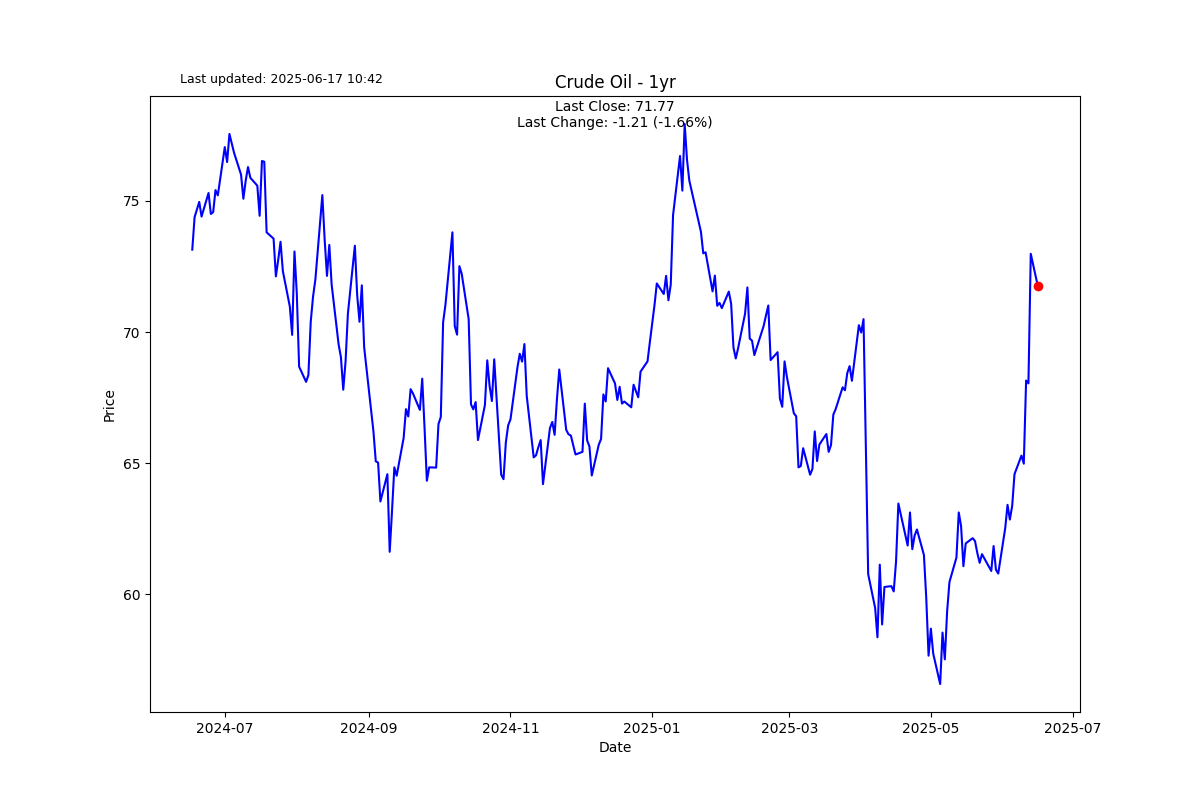 Last updated: 2025-06-17 10:42
Crude Oil - 1yr
Last Close: 71.77
Last Change: -1.21 (-1.66%)
75
70
65
60
Price
2024-07
2024-09
2024-11
2025-01
2025-03
2025-05
2025-07
Date